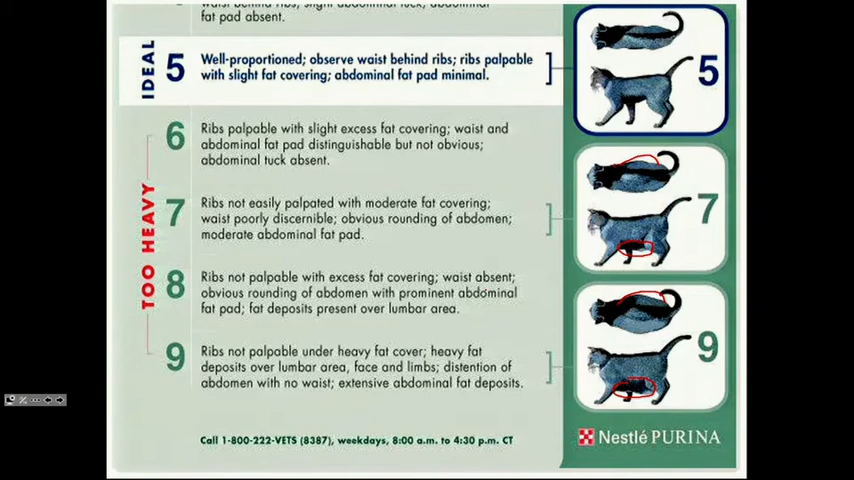 fat pad absent.
IDEAL
5
Well-proportioned; observe waist behind ribs; ribs palpable
with slight fat covering; abdominal fat pad minimal.
5
TOO HEAVY
6
Ribs palpable with slight excess fat covering; waist and
abdominal fat pad distinguishable but not obvious;
abdominal tuck absent.
7
Ribs not easily palpated with moderate fat covering;
waist poorly discernible; obvious rounding of abdomen;
moderate abdominal fat pad.
7
8
Ribs not palpable with excess fat covering; waist absent;
obvious rounding of abdomen with prominent abdominal
fat pad; fat deposits present over lumbar area.
9
Ribs not palpable under heavy fat cover; heavy fat
deposits over lumbar area, face and limbs; distention of
abdomen with no waist; extensive abdominal fat deposits.
9
Call 1-800-222-VETS (8387), weekdays, 8:00 a.m. to 4:30 p.m. CT
Nestlé PURINA